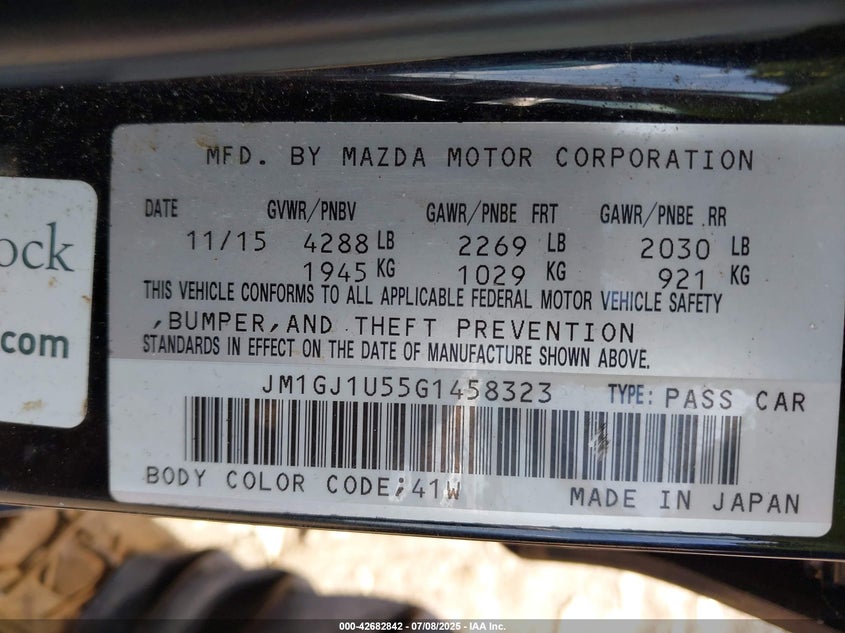 MFD. BY MAZDA MOTOR CORPORATION
DATE GVWR/PNBV GAWR/PNBE FRT GAWR/PNBE RR
11/15 4288 LB 2269 LB 2030 LB
1945 KG 1029 KG 921 KG
THIS VEHICLE CONFORMS TO ALL APPLICABLE FEDERAL MOTOR VEHICLE SAFETY
,BUMPER,AND THEFT PREVENTION
STANDARDS IN EFFECT ON THE DATE OF MANUFACTURE SHOWN ABOVE.
JM1GJ1U55G1458323 TYPE: PASS CAR
BODY COLOR CODE;41W MADE IN JAPAN
ock
.com
000-42682842 - 07/08/2025 - IAA Inc.